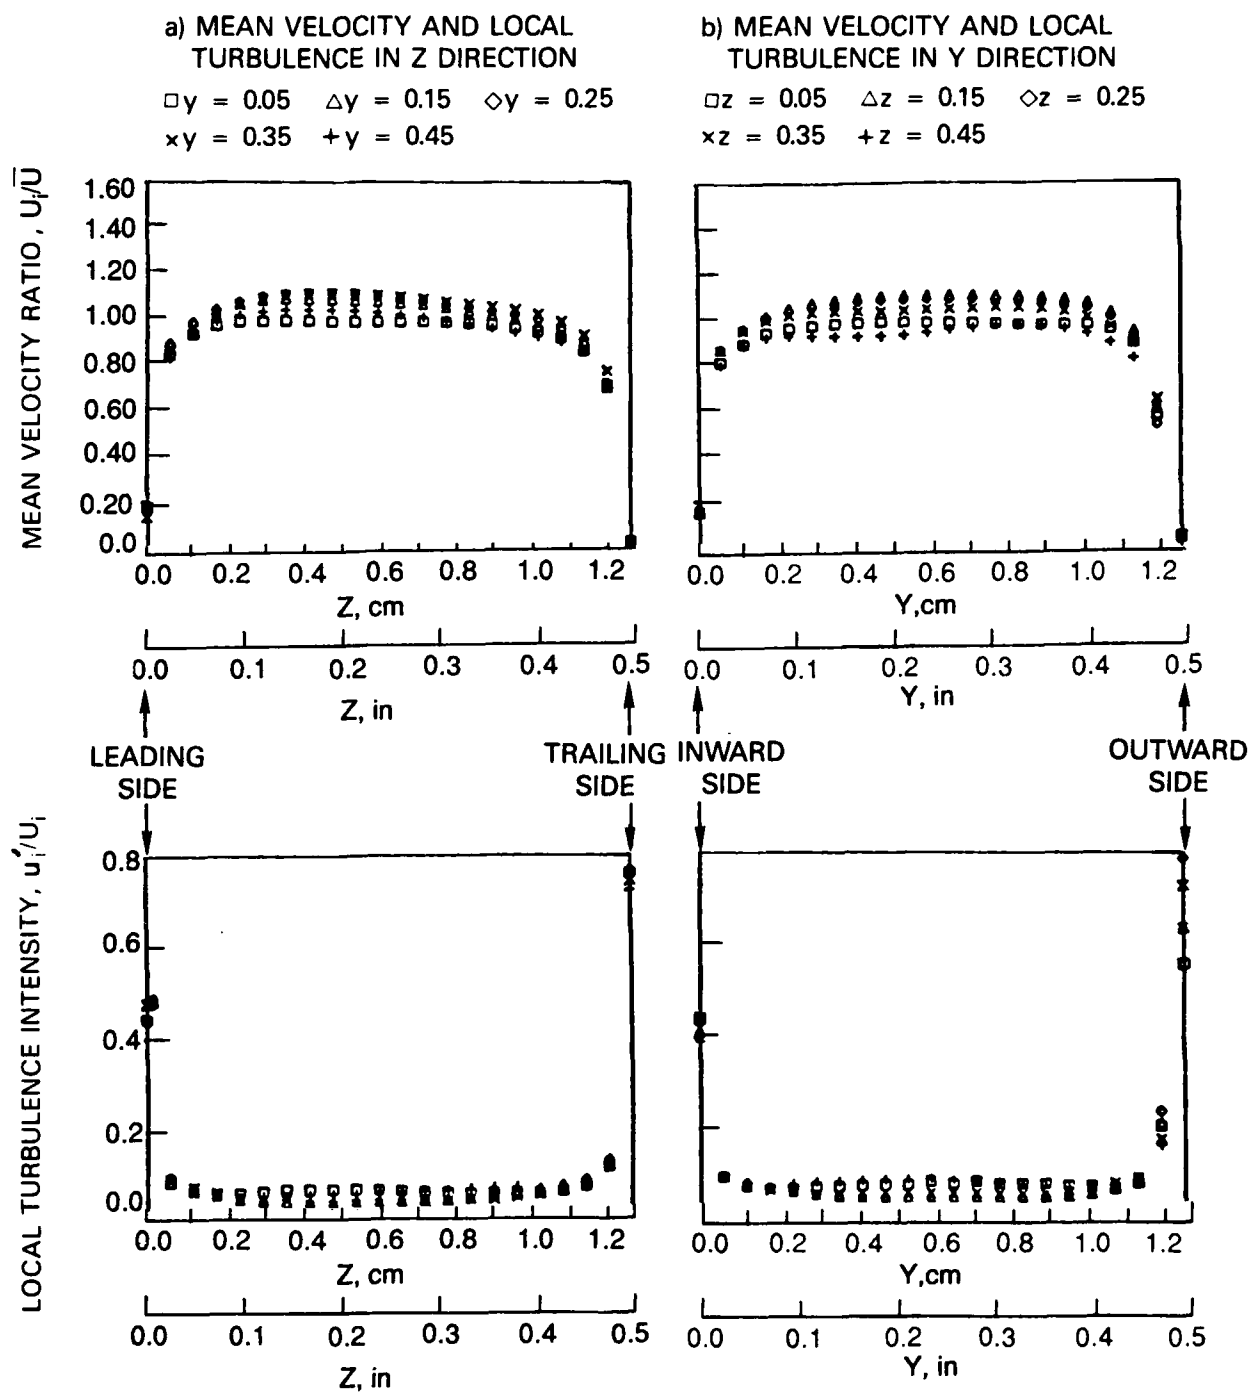 a) MEAN VELOCITY AND LOCAL
TURBULENCE IN Z DIRECTION
□ y = 0.05 △ y = 0.15 ◇ y = 0.25
× y = 0.35 + y = 0.45
b) MEAN VELOCITY AND LOCAL
TURBULENCE IN Y DIRECTION
□ z = 0.05 △ z = 0.15 ◇ z = 0.25
× z = 0.35 + z = 0.45
MEAN VELOCITY RATIO, Uᵢ/U̅
1.60
1.40
1.20
1.00
0.80
0.60
0.40
0.20
0.0
0.0 0.2 0.4 0.6 0.8 1.0 1.2
Z, cm
0.0 0.1 0.2 0.3 0.4 0.5
Z, in
0.0 0.2 0.4 0.6 0.8 1.0 1.2
Y,cm
0.0 0.1 0.2 0.3 0.4 0.5
Y, in
LEADING
SIDE
TRAILING
SIDE
INWARD
SIDE
OUTWARD
SIDE
LOCAL TURBULENCE INTENSITY, uᵢ'/Uᵢ
0.8
0.6
0.4
0.2
0.0
0.0 0.2 0.4 0.6 0.8 1.0 1.2
Z, cm
0.0 0.1 0.2 0.3 0.4 0.5
Z, in
0.0 0.2 0.4 0.6 0.8 1.0 1.2
Y,cm
0.0 0.1 0.2 0.3 0.4 0.5
Y, in